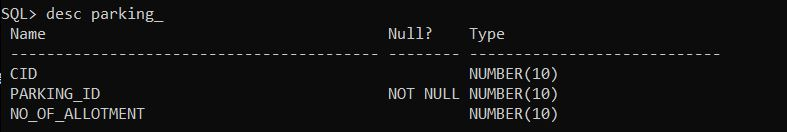 SQL> desc parking_
Name Null? Type
----------------------------------------- -------- ----------------------------
CID NUMBER(10)
PARKING_ID NOT NULL NUMBER(10)
NO_OF_ALLOTMENT NUMBER(10)